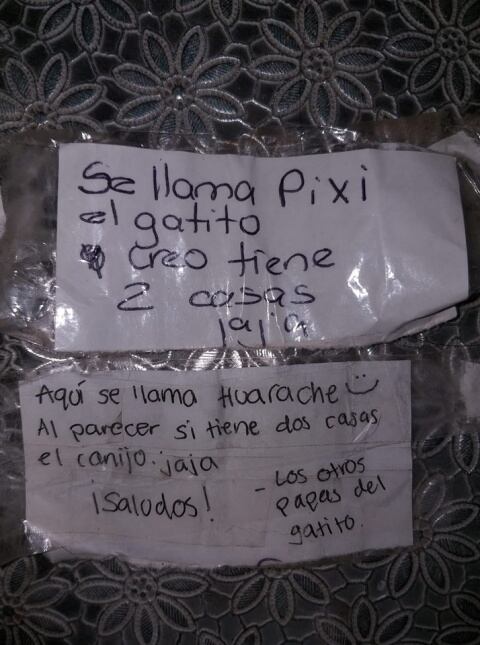 Se llama Pixi
el gatito
creo tiene
2 casas
jaja
Aquí se llama Huarache :)
Al parecer si tiene dos casas
el canijo. jaja
¡Saludos!
- Los otros
papas del
gatito.